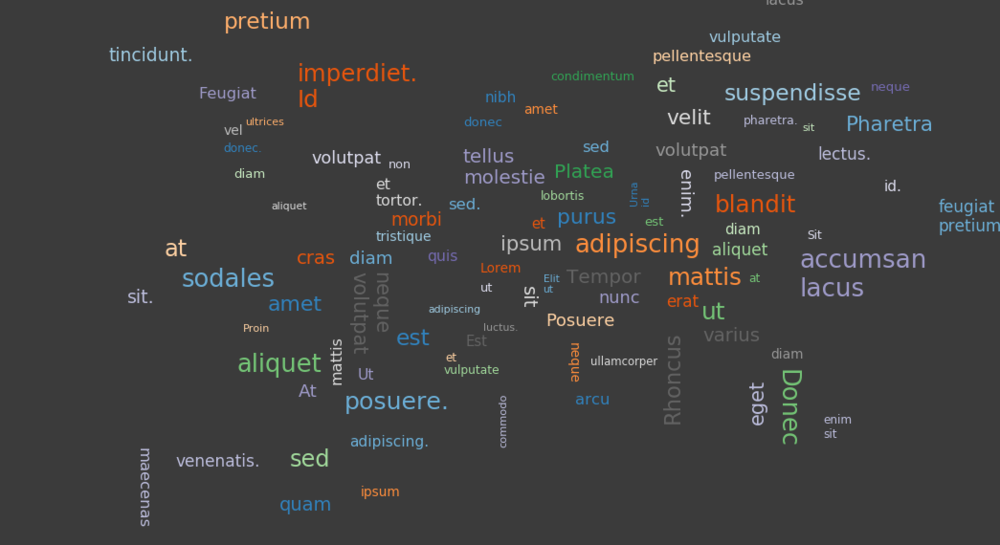 lacus
pretium
vulputate
tincidunt.
pellentesque
imperdiet.
Id
condimentum
et
suspendisse
neque
Feugiat
nibh
amet
velit
pharetra.
sit
Pharetra
ultrices
vel
donec
donec.
volutpat
non
tellus
molestie
sed
volutpat
lectus.
diam
Platea
pellentesque
et
tortor.
lobortis
Urna
id
enim.
id.
aliquet
sed.
morbi
et
purus
est
blandit
feugiat
pretium
tristique
diam
Sit
at
ipsum
adipiscing
aliquet
cras
diam
quis
accumsan
lacus
sodales
Lorem
Elit
ut
Tempor
mattis
at
sit.
amet
volutpat
neque
ut
sit
nunc
erat
ut
adipiscing
Posuere
Proin
est
luctus.
Est
varius
aliquet
mattis
et
vulputate
neque
ullamcorper
Rhoncus
diam
At
Ut
posuere.
commodo
arcu
eget
Donec
enim
sit
adipiscing.
maecenas
venenatis.
sed
ipsum
quam